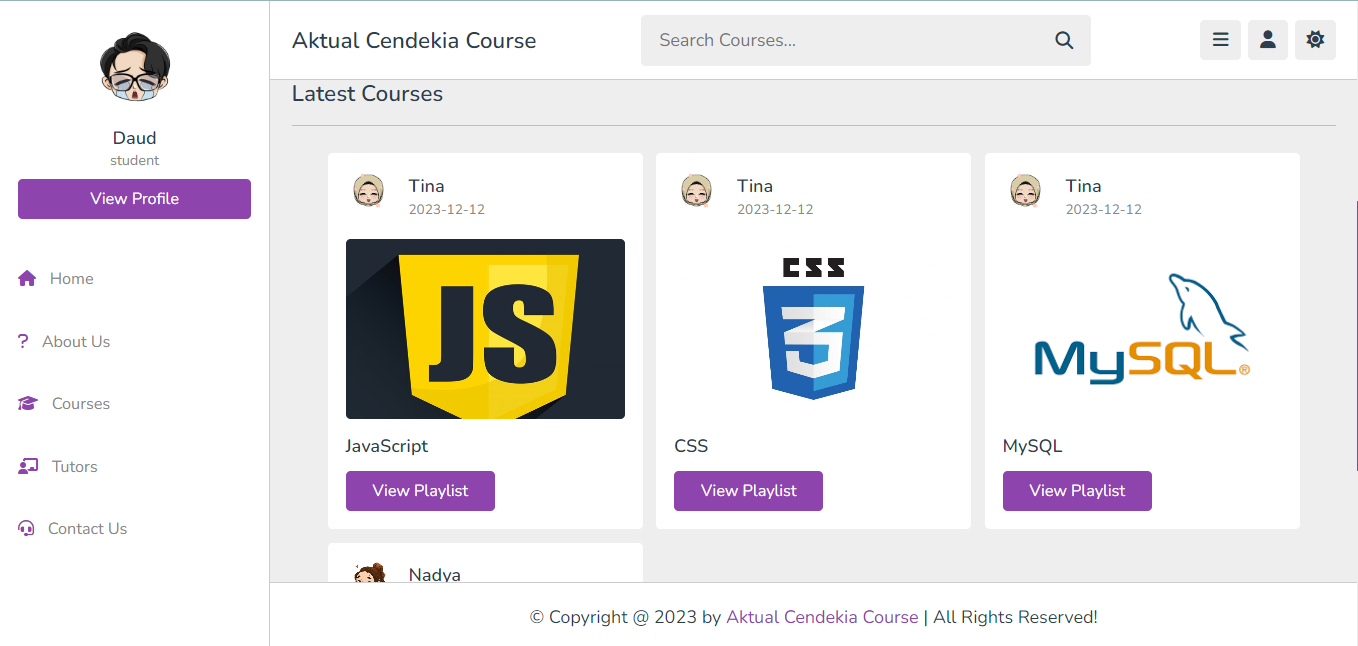 Daud
student
View Profile
Home
? About Us
Courses
Tutors
Contact Us
Aktual Cendekia Course
Search Courses...
Latest Courses
Tina
2023-12-12
JS
JavaScript
View Playlist
Tina
2023-12-12
CSS
3
CSS
View Playlist
Tina
2023-12-12
MySQL®
MySQL
View Playlist
Nadya
© Copyright @ 2023 by Aktual Cendekia Course | All Rights Reserved!